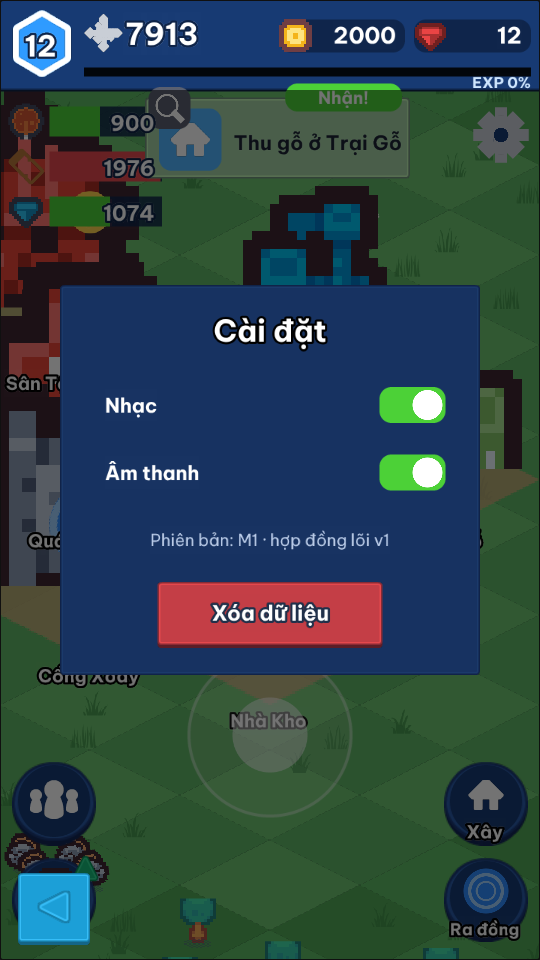 12
7913
2000
12
EXP 0%
Nhận!
900
Thu gỗ ở Trại Gỗ
1976
1074
Cài đặt
Sân
Nhạc
Âm thanh
Phiên bản: M1 · hợp đồng lõi v1
Xóa dữ liệu
Cổng Xoáy
Nhà Kho
Xây
Ra đồng